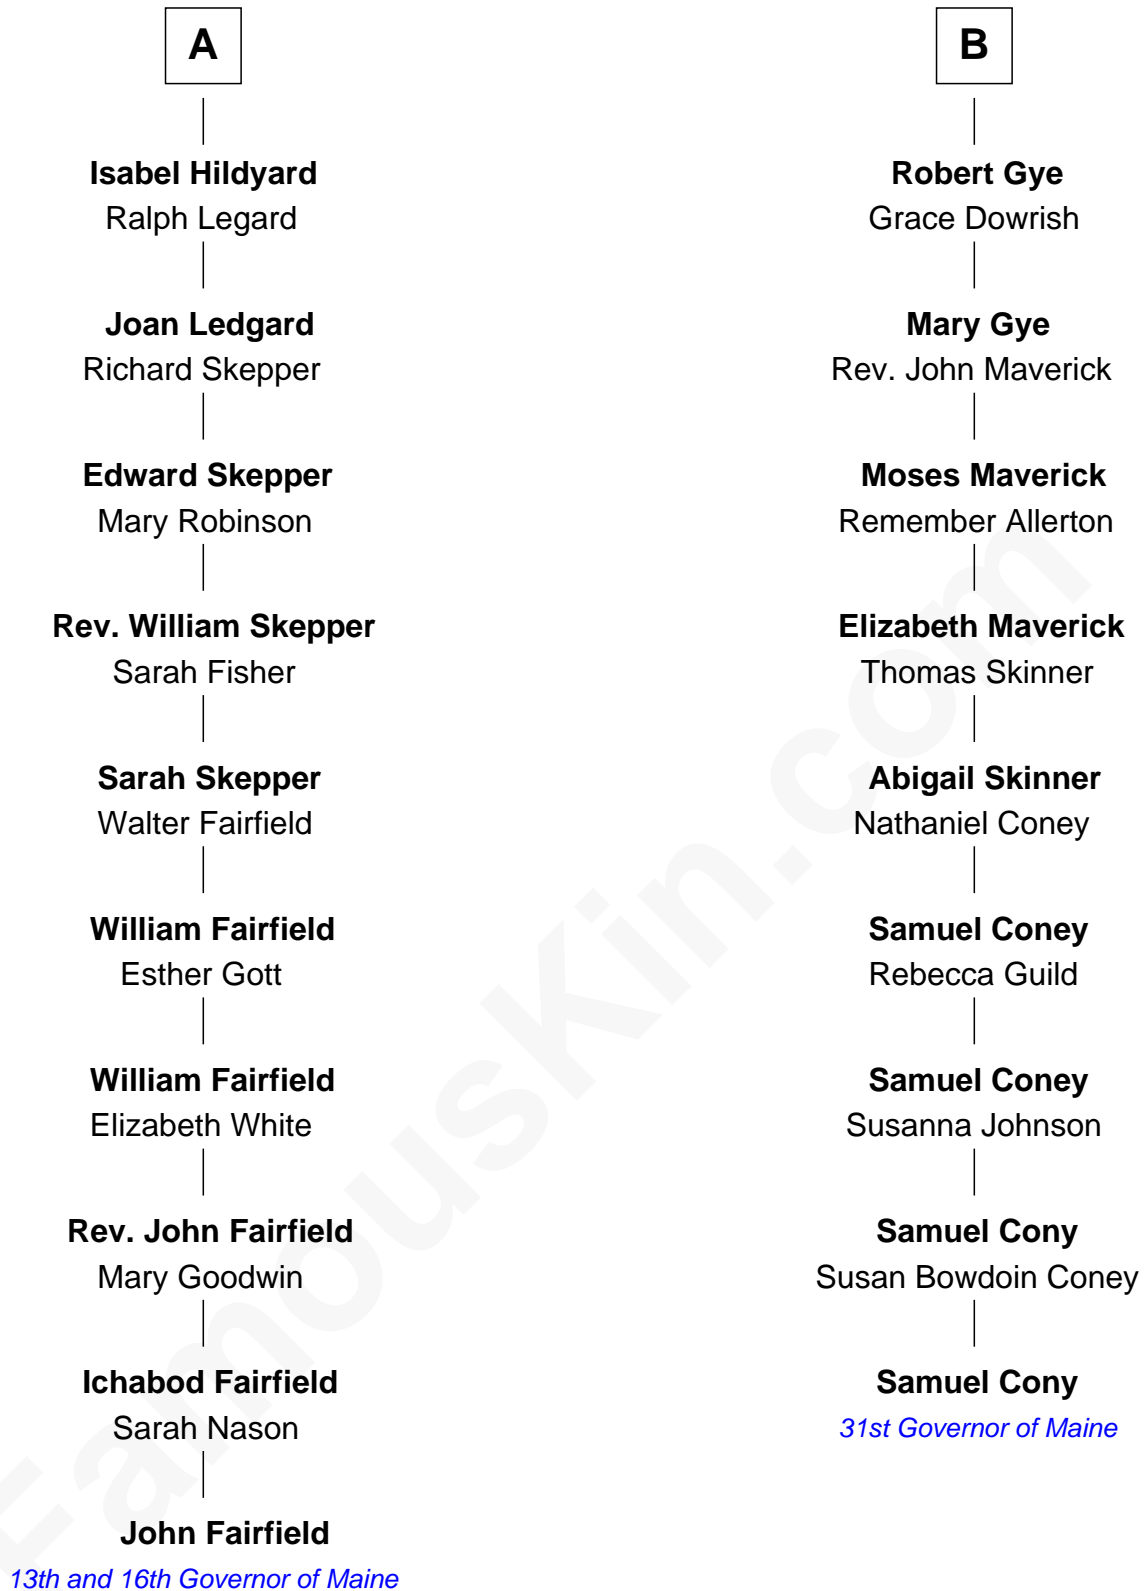 A
Isabel Hildyard
Ralph Legard
Joan Ledgard
Richard Skepper
Edward Skepper
Mary Robinson
Rev. William Skepper
Sarah Fisher
Sarah Skepper
Walter Fairfield
William Fairfield
Esther Gott
William Fairfield
Elizabeth White
Rev. John Fairfield
Mary Goodwin
Ichabod Fairfield
Sarah Nason
John Fairfield
13th and 16th Governor of Maine
B
Robert Gye
Grace Dowrish
Mary Gye
Rev. John Maverick
Moses Maverick
Remember Allerton
Elizabeth Maverick
Thomas Skinner
Abigail Skinner
Nathaniel Coney
Samuel Coney
Rebecca Guild
Samuel Coney
Susanna Johnson
Samuel Cony
Susan Bowdoin Coney
Samuel Cony
31st Governor of Maine
FamousKin.com